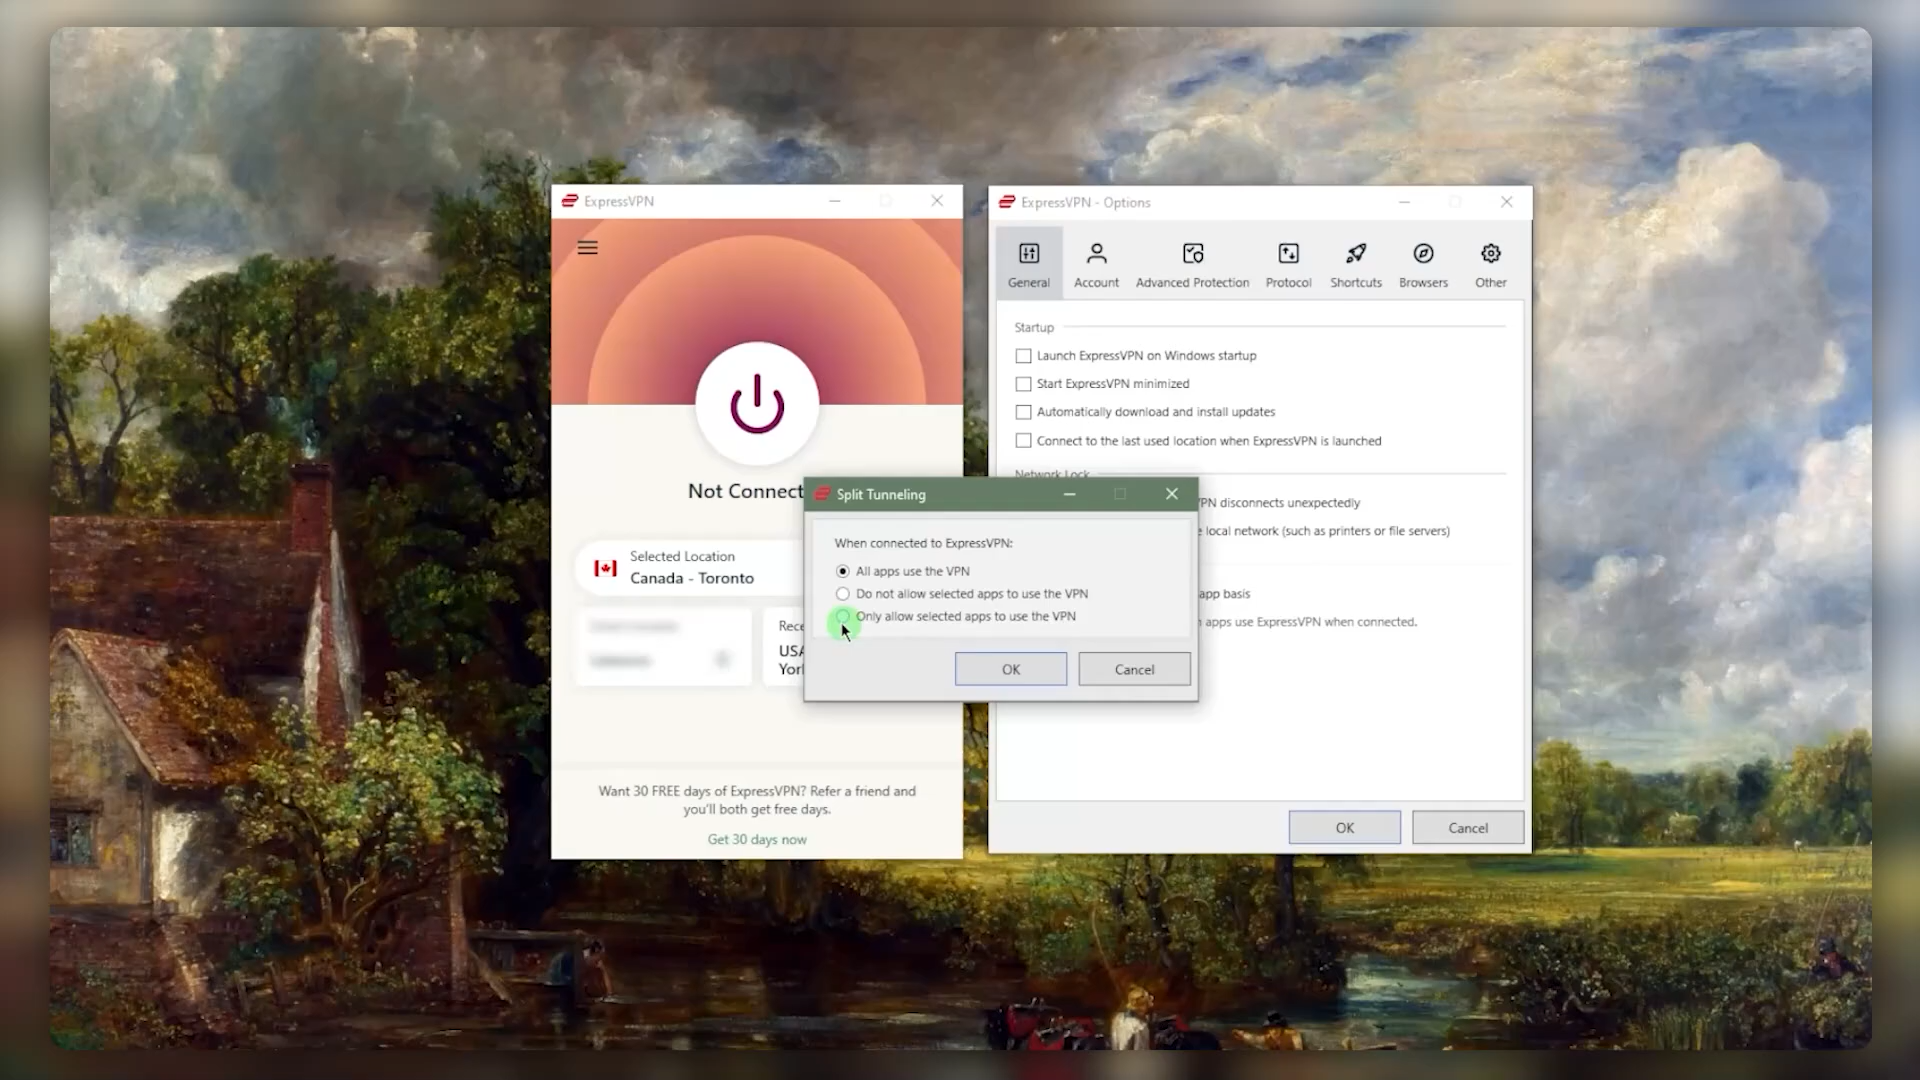 ExpressVPN
Not Connect
Selected Location
Canada - Toronto
Rece
USA
Yor
Want 30 FREE days of ExpressVPN? Refer a friend and
you'll both get free days.
Get 30 days now
ExpressVPN - Options
General
Account
Advanced Protection
Protocol
Shortcuts
Browsers
Other
Startup
Launch ExpressVPN on Windows startup
Start ExpressVPN minimized
Automatically download and install updates
Connect to the last used location when ExpressVPN is launched
Network Lock
PN disconnects unexpectedly
local network (such as printers or file servers)
app basis
apps use ExpressVPN when connected.
OK
Cancel
Split Tunneling
When connected to ExpressVPN:
All apps use the VPN
Do not allow selected apps to use the VPN
Only allow selected apps to use the VPN
OK
Cancel